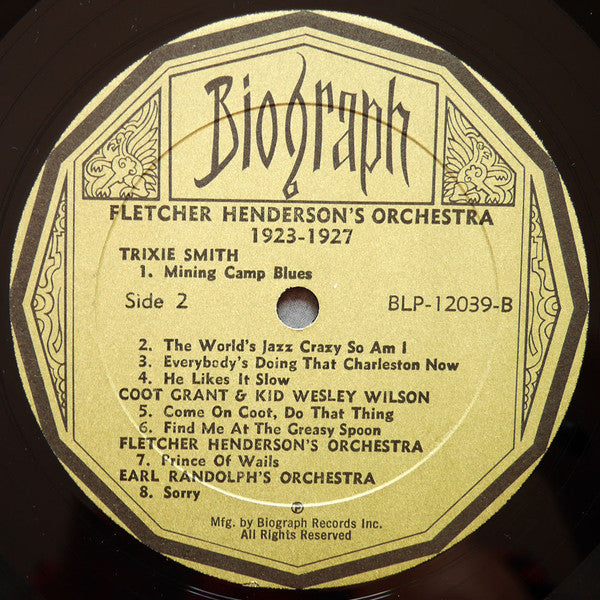 Biograph
FLETCHER HENDERSON'S ORCHESTRA
1923-1927
TRIXIE SMITH
1. Mining Camp Blues
Side 2 BLP-12039-B
2. The World's Jazz Crazy So Am I
3. Everybody's Doing That Charleston Now
4. He Likes It Slow
COOT GRANT & KID WESLEY WILSON
5. Come On Coot, Do That Thing
6. Find Me At The Greasy Spoon
FLETCHER HENDERSON'S ORCHESTRA
7. Prince Of Wails
EARL RANDOLPH'S ORCHESTRA
8. Sorry
℗
Mfg. by Biograph Records Inc.
All Rights Reserved